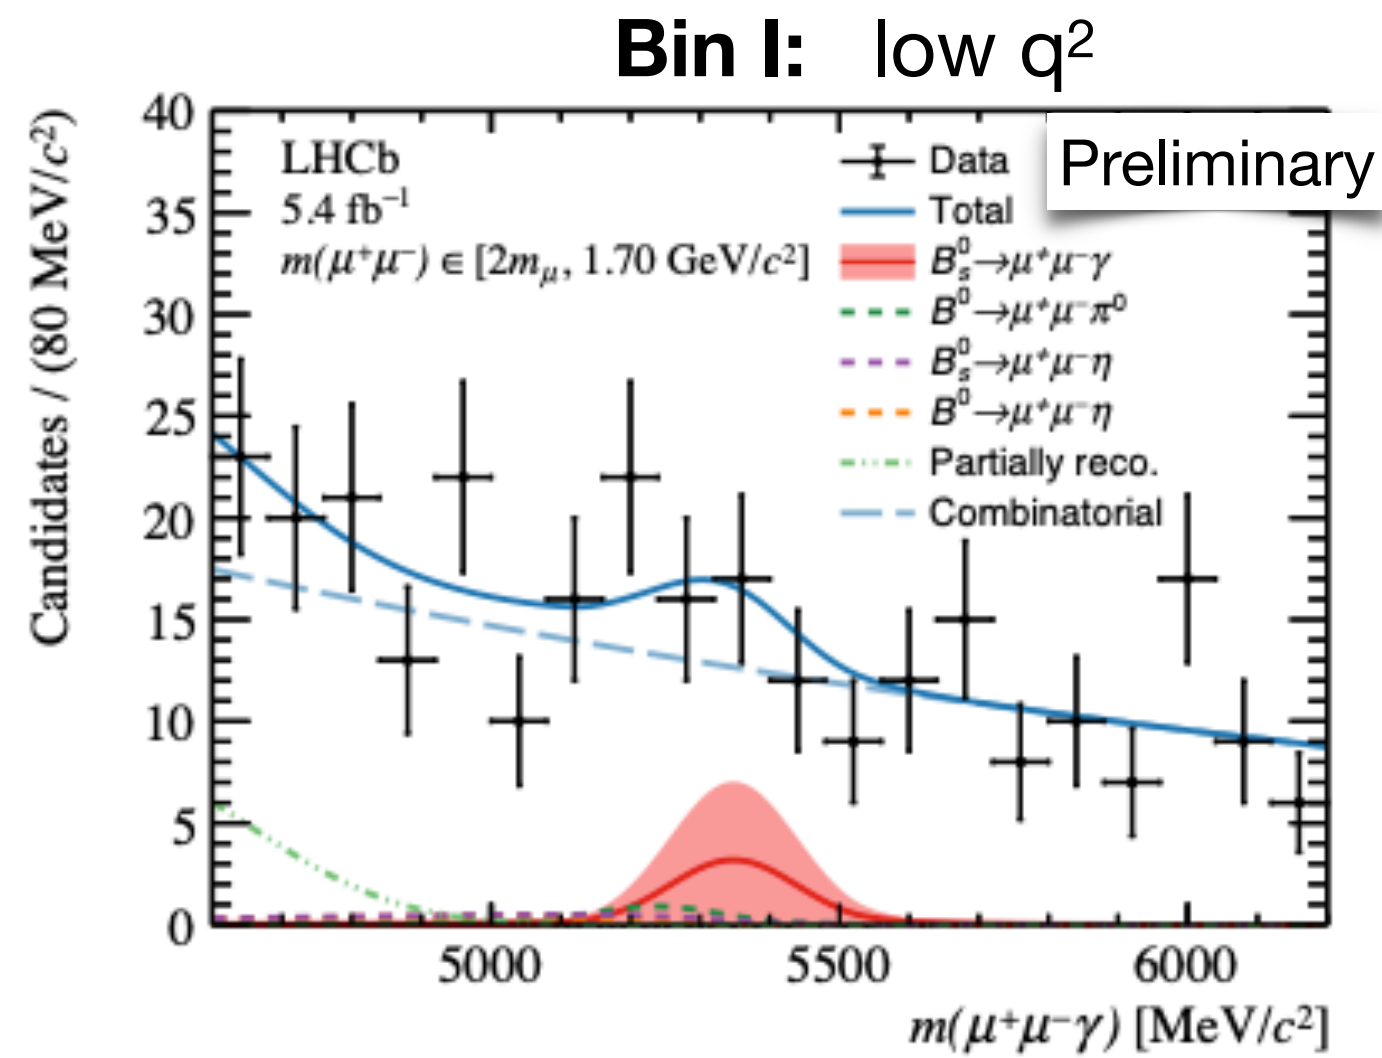 Bin I: low q²
Preliminary
LHCb
5.4 fb⁻¹
m(μ⁺μ⁻) ∈ [2m_μ, 1.70 GeV/c²]
Data
Total
B⁰ₛ→μ⁺μ⁻γ
B⁰→μ⁺μ⁻π⁰
B⁰ₛ→μ⁺μ⁻η
B⁰→μ⁺μ⁻η
Partially reco.
Combinatorial
Candidates / (80 MeV/c²)
40
35
30
25
20
15
10
5
0
5000 5500 6000
m(μ⁺μ⁻γ) [MeV/c²]